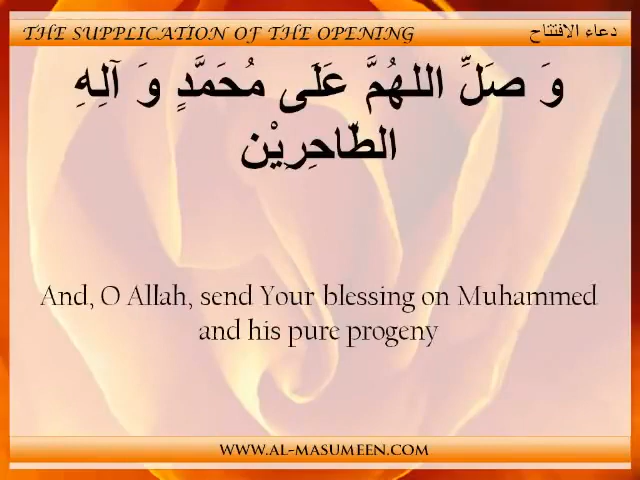 THE SUPPLICATION OF THE OPENING
دعاء الافتتاح
وَ صَلِّ اللهُمَّ عَلَى مُحَمَّدٍ وَ آلِهِ
الطّاحِرِيْن
And, O Allah, send Your blessing on Muhammed
and his pure progeny
WWW.AL-MASUMEEN.COM